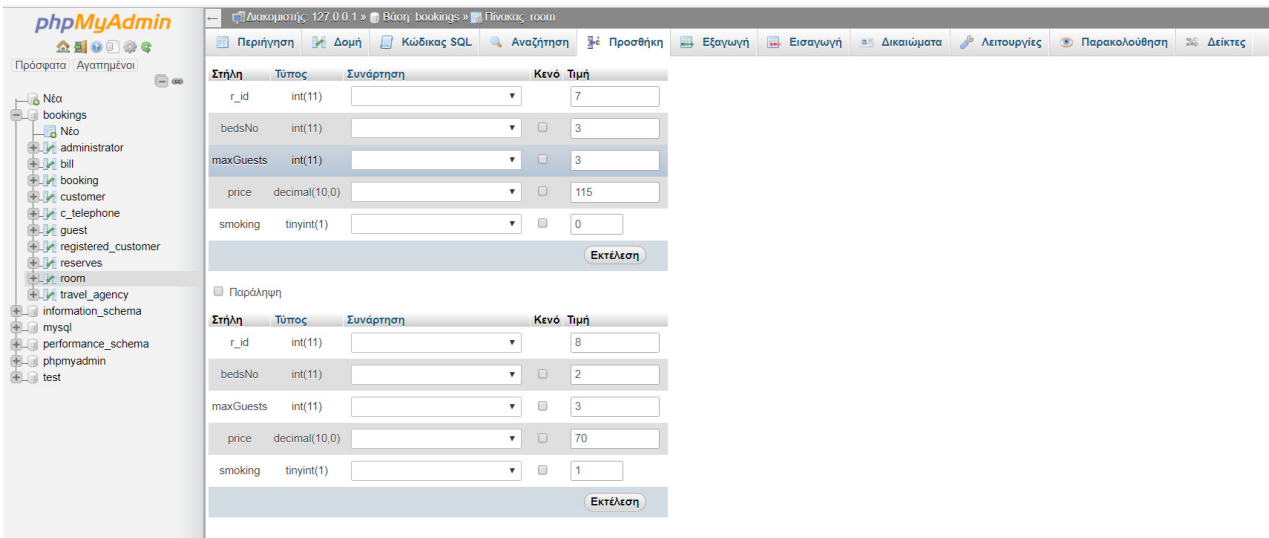 phpMyAdmin
Πρόσφατα Αγαπημένοι
Νέα
bookings
Νέο
administrator
bill
booking
customer
c_telephone
guest
registered_customer
reserves
room
travel_agency
information_schema
mysql
performance_schema
phpmyadmin
test
Διακομιστής: 127.0.0.1 » Βάση: bookings » Πίνακας: room
Περιήγηση Δομή Κώδικας SQL Αναζήτηση Προσθήκη Εξαγωγή Εισαγωγή Δικαιώματα Λειτουργίες Παρακολούθηση Δείκτες
Στήλη Τύπος Συνάρτηση Κενό Τιμή
r_id int(11) 7
bedsNo int(11) 3
maxGuests int(11) 3
price decimal(10,0) 115
smoking tinyint(1) 0
Εκτέλεση
Παράληψη
Στήλη Τύπος Συνάρτηση Κενό Τιμή
r_id int(11) 8
bedsNo int(11) 2
maxGuests int(11) 3
price decimal(10,0) 70
smoking tinyint(1) 1
Εκτέλεση